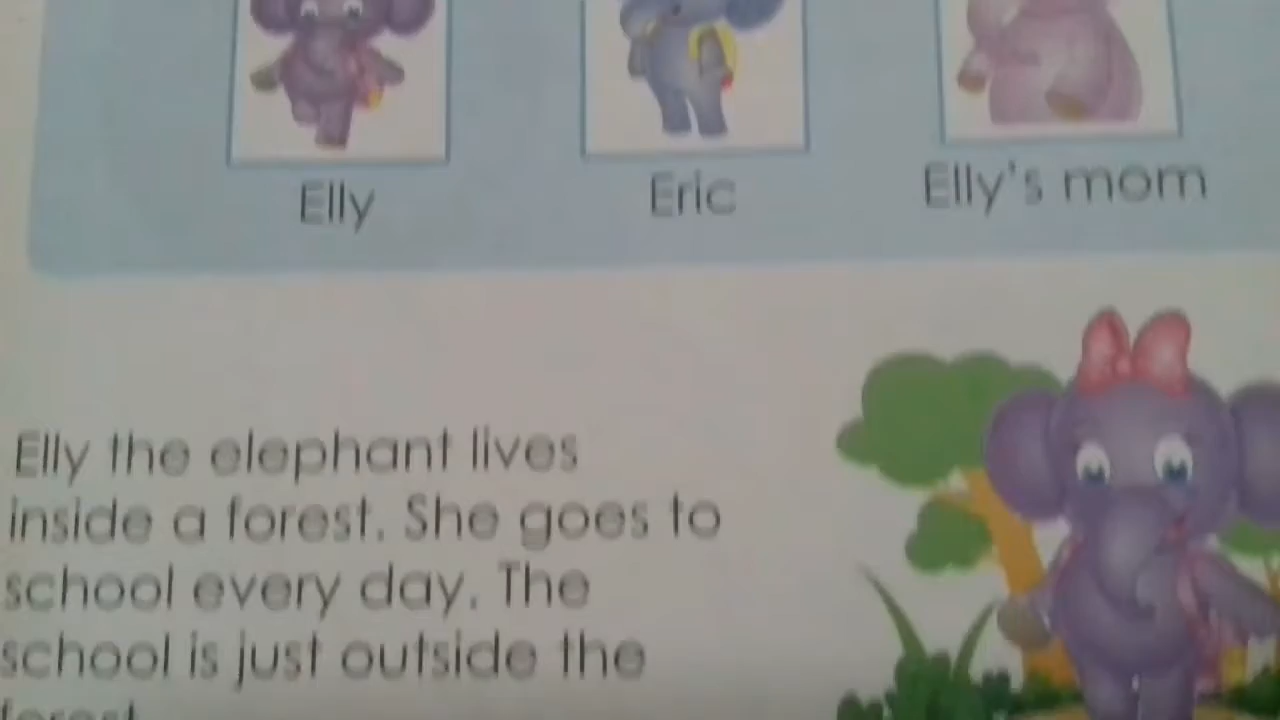 Elly Eric Elly's mom
Elly the elephant lives
inside a forest. She goes to
school every day. The
school is just outside the
forest